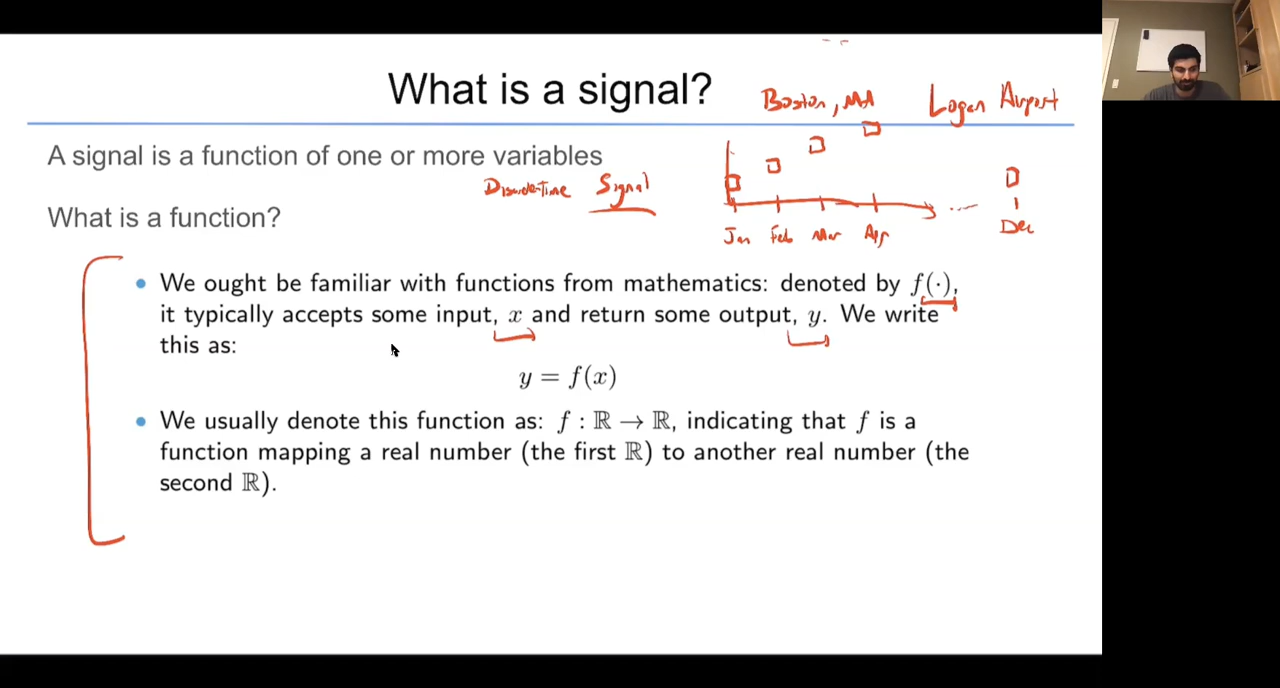 What is a signal?
Boston, MA
Logan Airport
A signal is a function of one or more variables
Discrete-Time Signal
What is a function?
Jan Feb Mar Apr ... Dec
• We ought be familiar with functions from mathematics: denoted by f(·),
it typically accepts some input, x and return some output, y. We write
this as:
y = f(x)
• We usually denote this function as: f : ℝ → ℝ, indicating that f is a
function mapping a real number (the first ℝ) to another real number (the
second ℝ).